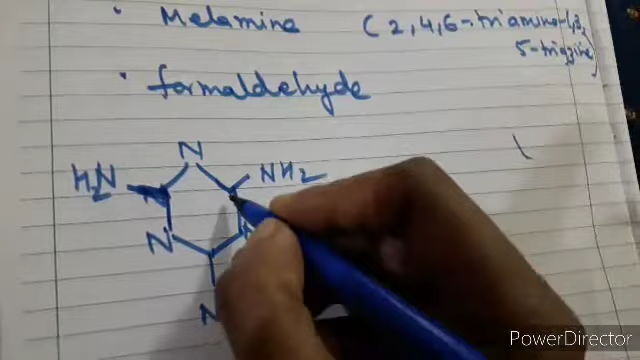 • Melamine (2,4,6-triamino-1,3,
5-triazine)
• formaldehyde
N
H2N NH2
N
N
PowerDirector